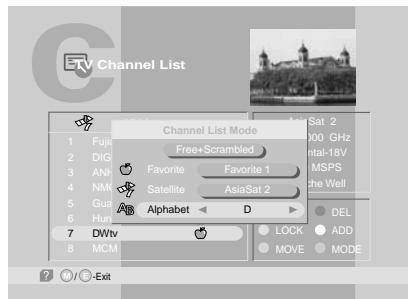 C
TV Channel List
AsiaSat 2
Channel List Mode
000 GHz
Free+Scrambled
1 Fuji
ntal-18V
2 DIG
Favorite Favorite 1
MSPS
3 ANH
che Well
4 NMC
Satellite AsiaSat 2
5 Gua
AB Alphabet ◀ D ▶
DEL
6 Hun
7 DWtv
LOCK ADD
8 MCM
MOVE MODE
? M/E-Exit